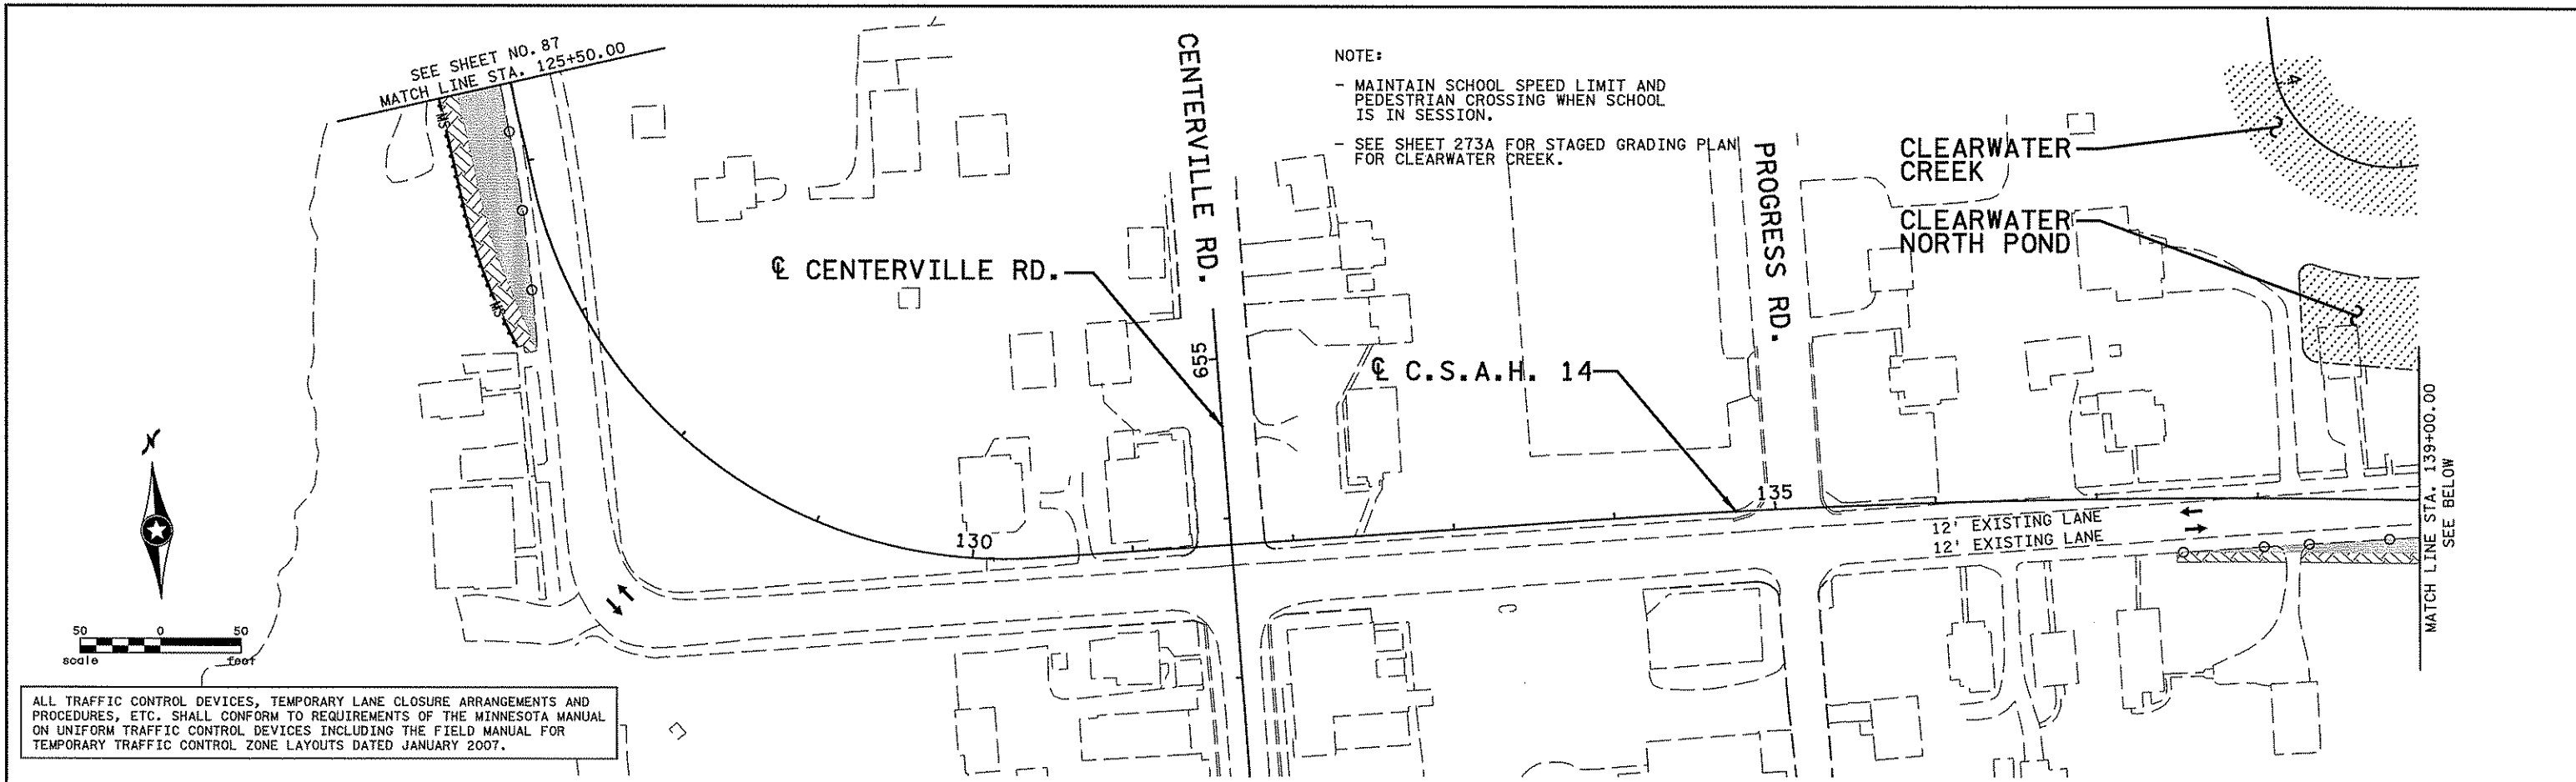 SEE SHEET NO. 87
MATCH LINE STA. 125+50.00
CENTERVILLE RD.
NOTE:
- MAINTAIN SCHOOL SPEED LIMIT AND
PEDESTRIAN CROSSING WHEN SCHOOL
IS IN SESSION.
- SEE SHEET 273A FOR STAGED GRADING PLAN
FOR CLEARWATER CREEK.
PROGRESS RD.
4
CLEARWATER
CREEK
CLEARWATER
NORTH POND
℄ CENTERVILLE RD.
655
℄ C.S.A.H. 14
MS
MS
N
130
135
12' EXISTING LANE
12' EXISTING LANE
MATCH LINE STA. 139+00.00
SEE BELOW
50 0 50
scale feet
ALL TRAFFIC CONTROL DEVICES, TEMPORARY LANE CLOSURE ARRANGEMENTS AND
PROCEDURES, ETC. SHALL CONFORM TO REQUIREMENTS OF THE MINNESOTA MANUAL
ON UNIFORM TRAFFIC CONTROL DEVICES INCLUDING THE FIELD MANUAL FOR
TEMPORARY TRAFFIC CONTROL ZONE LAYOUTS DATED JANUARY 2007.